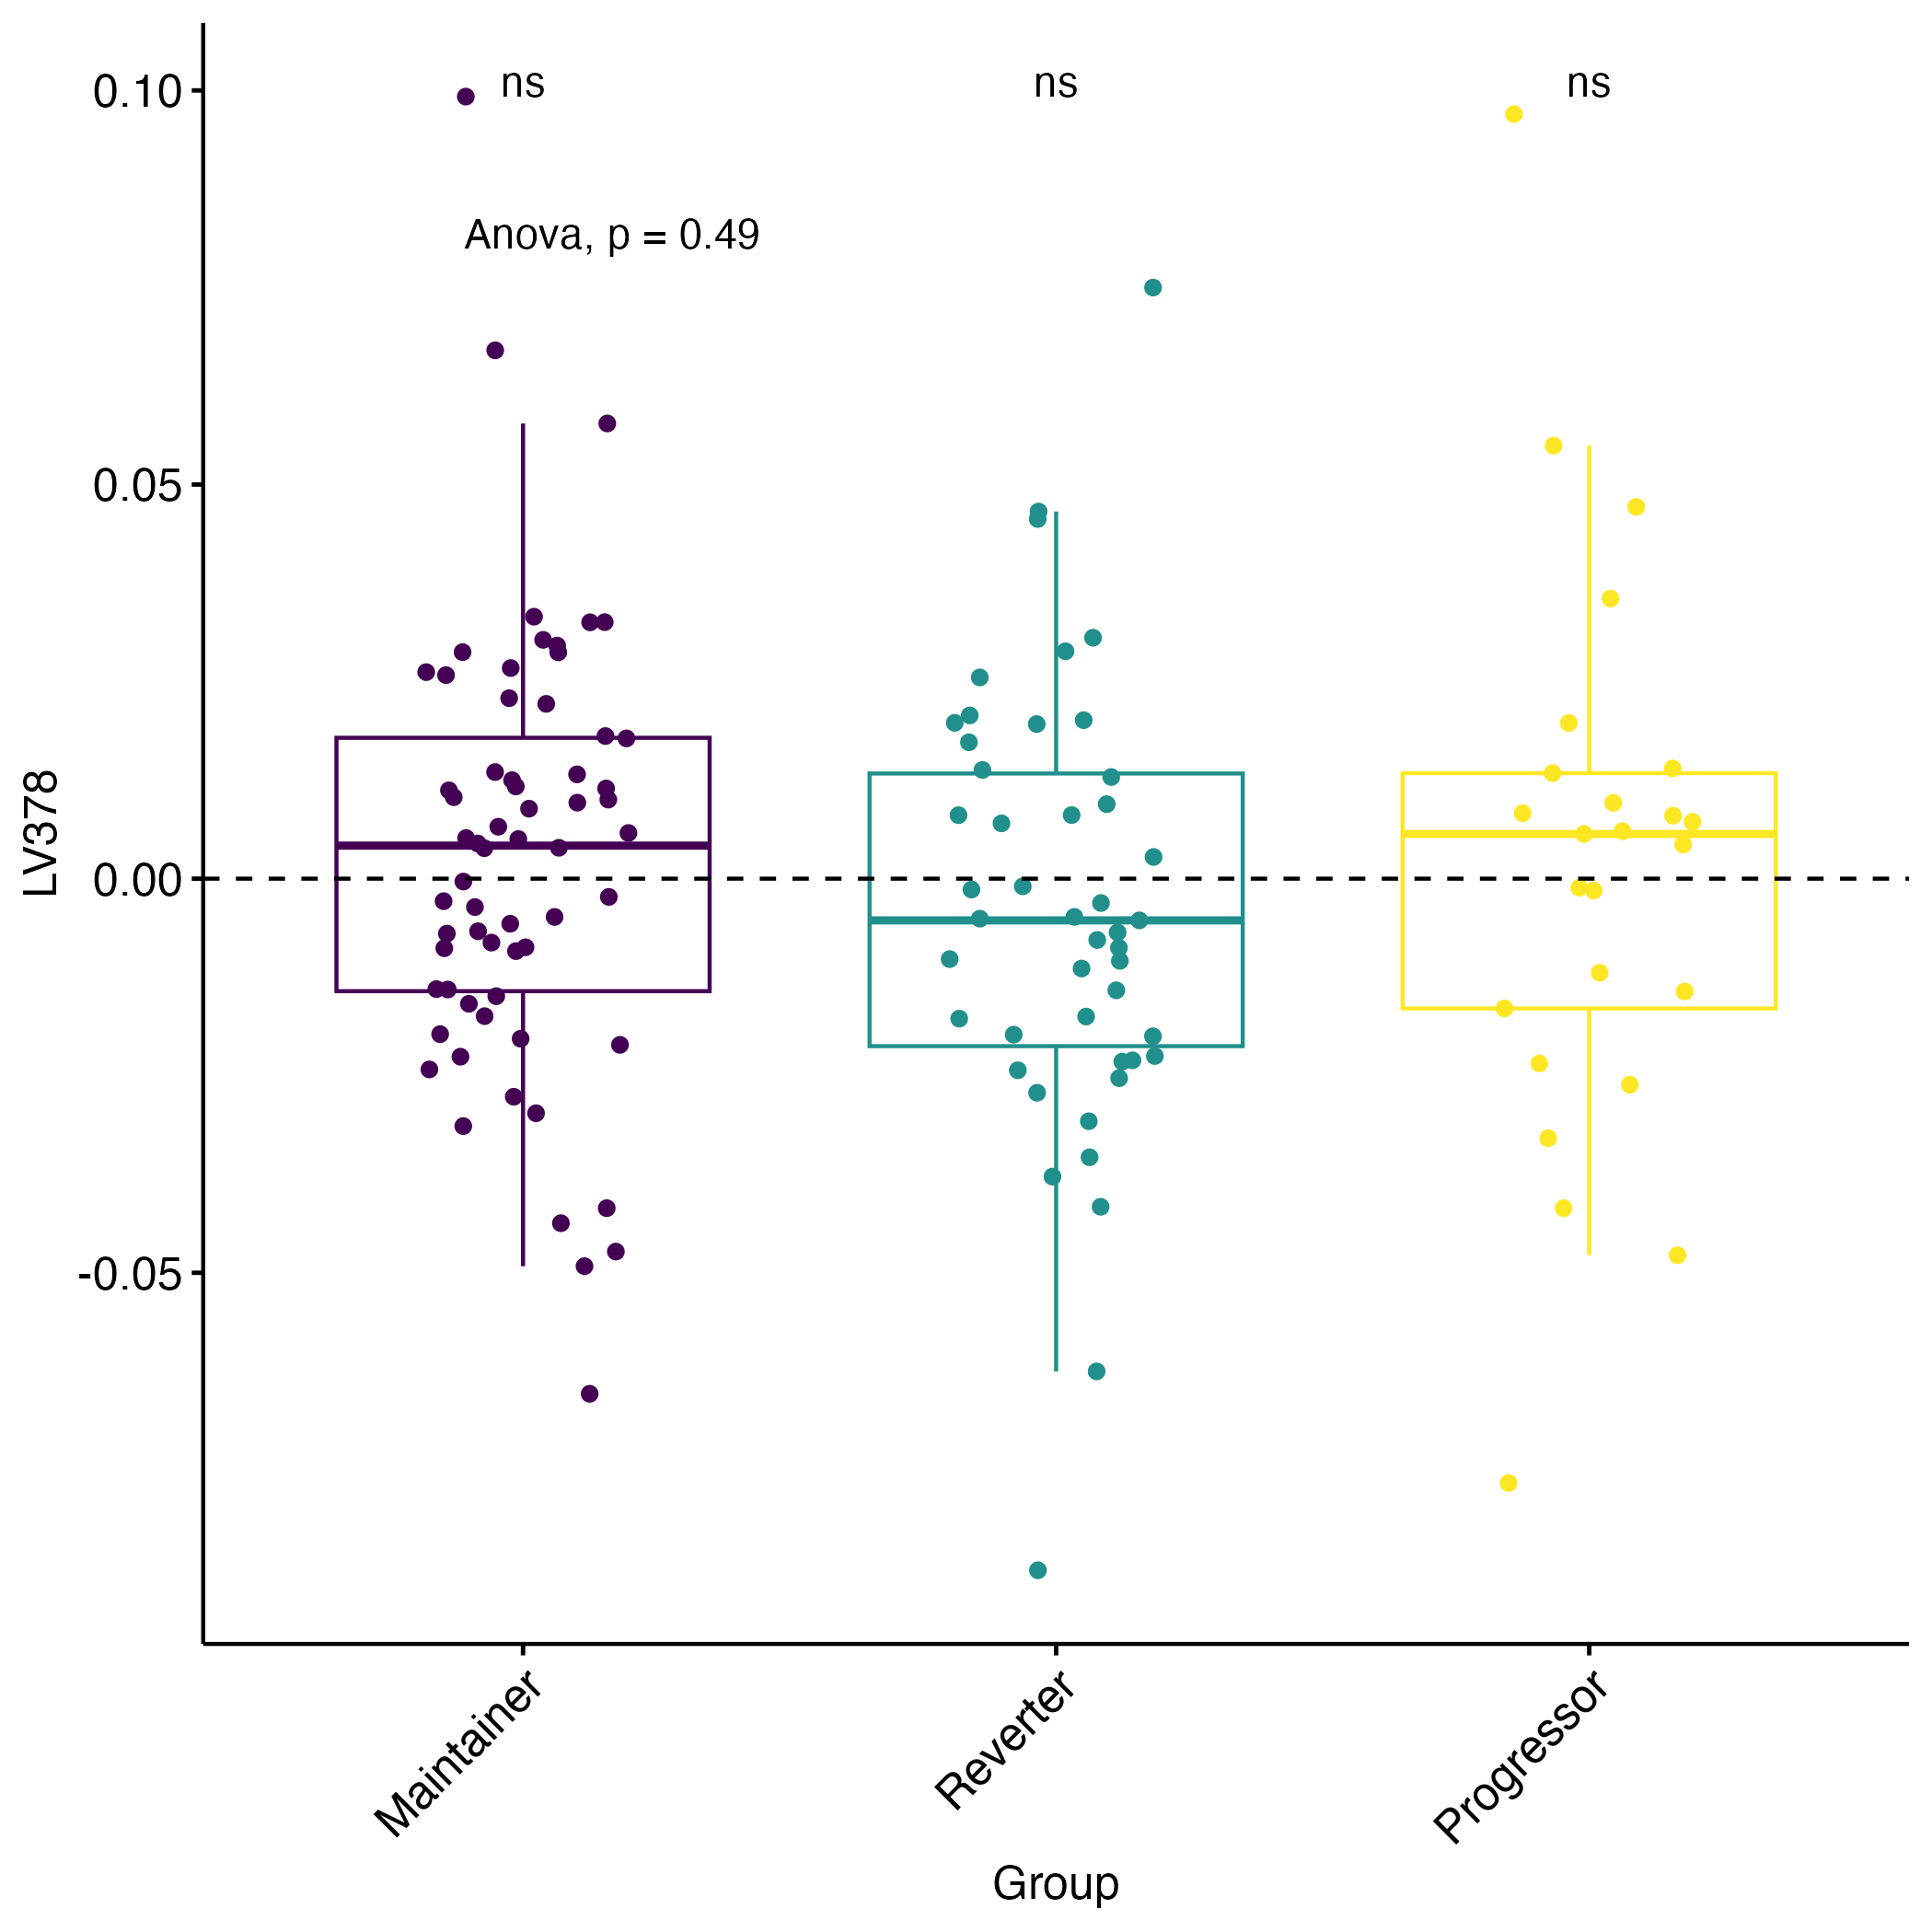 ns
ns
ns
Anova, p = 0.49
0.10
0.05
0.00
-0.05
LV378
Maintainer
Reverter
Progressor
Group